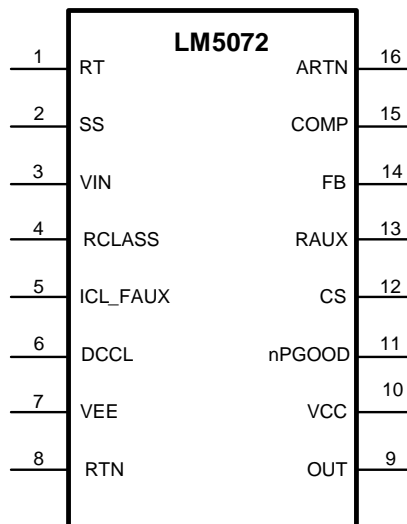 LM5072
1 RT ARTN 16
2 SS COMP 15
3 VIN FB 14
4 RCLASS RAUX 13
5 ICL_FAUX CS 12
6 DCCL nPGOOD 11
7 VEE VCC 10
8 RTN OUT 9